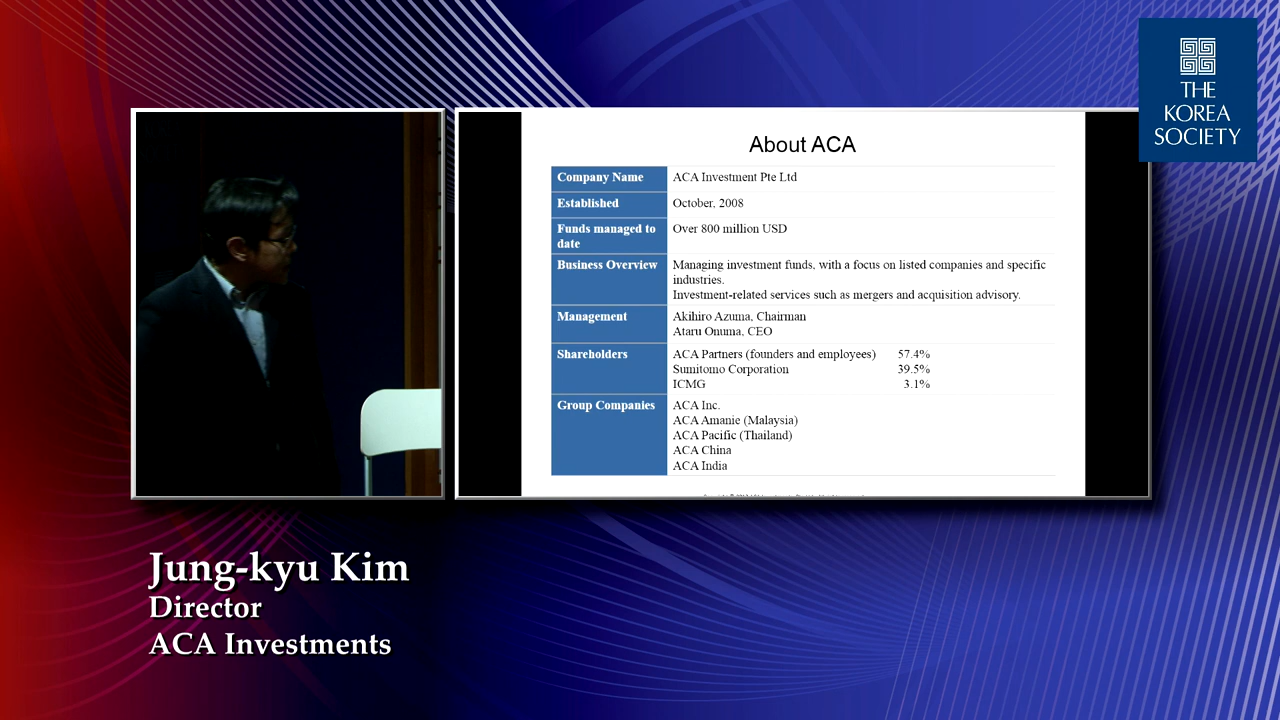 THE
KOREA
SOCIETY
About ACA
Company Name ACA Investment Pte Ltd
Established October, 2008
Funds managed to date Over 800 million USD
Business Overview Managing investment funds, with a focus on listed companies and specific
industries.
Investment-related services such as mergers and acquisition advisory.
Management Akihiro Azuma, Chairman
Ataru Onuma, CEO
Shareholders ACA Partners (founders and employees) 57.4%
Sumitomo Corporation 39.5%
ICMG 3.1%
Group Companies ACA Inc.
ACA Amanie (Malaysia)
ACA Pacific (Thailand)
ACA China
ACA India
Jung-kyu Kim
Director
ACA Investments